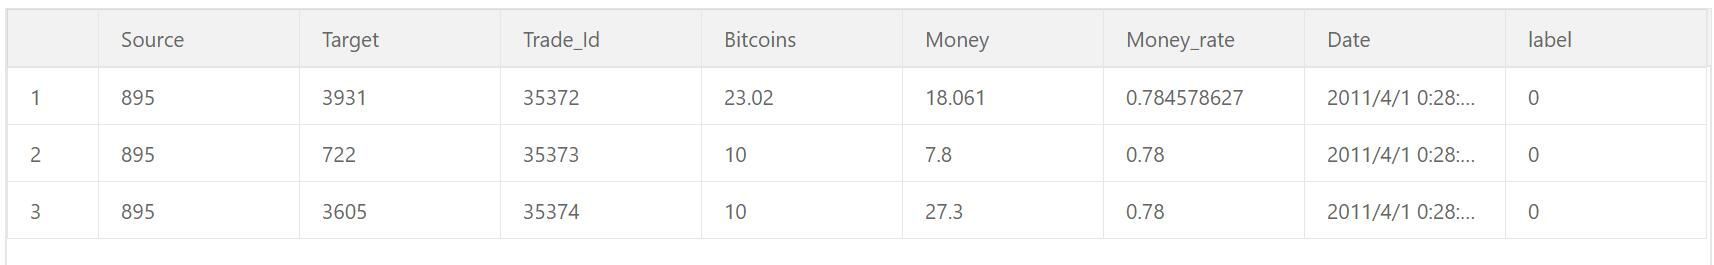 Source Target Trade_Id Bitcoins Money Money_rate Date label
1 895 3931 35372 23.02 18.061 0.784578627 2011/4/1 0:28:... 0
2 895 722 35373 10 7.8 0.78 2011/4/1 0:28:... 0
3 895 3605 35374 10 27.3 0.78 2011/4/1 0:28:... 0